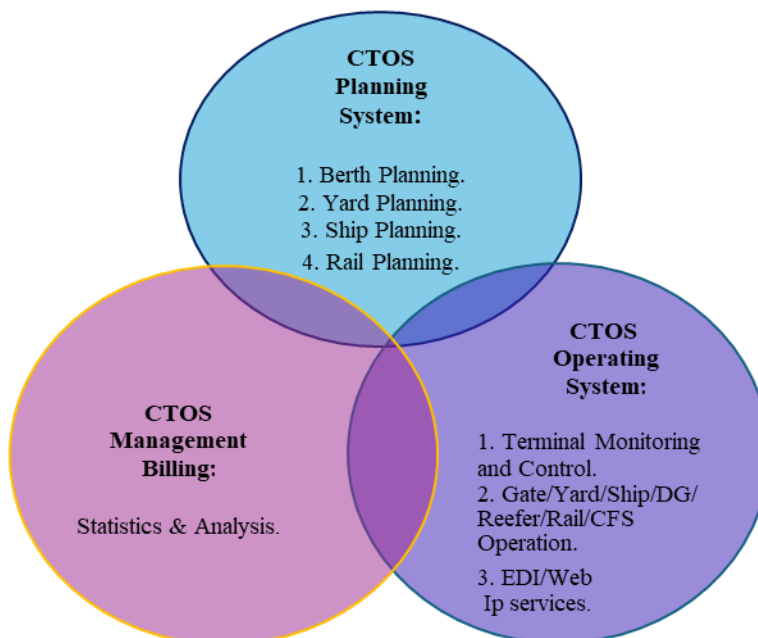 CTOS
Planning
System:
1. Berth Planning.
2. Yard Planning.
3. Ship Planning.
4. Rail Planning.
CTOS
Management
Billing:
Statistics & Analysis.
CTOS
Operating
System:
1. Terminal Monitoring
and Control.
2. Gate/Yard/Ship/DG/
Reefer/Rail/CFS
Operation.
3. EDI/Web
Ip services.